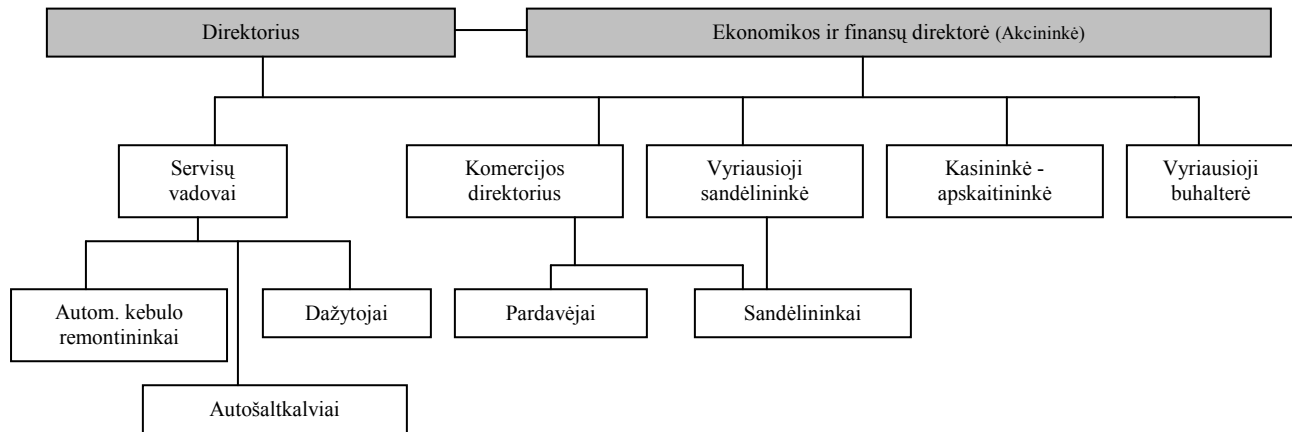 Direktorius
Ekonomikos ir finansų direktorė (Akcininkė)
Servisų
vadovai
Komercijos
direktorius
Vyriausioji
sandėlininkė
Kasininkė -
apskaitininkė
Vyriausioji
buhalterė
Autom. kebulo
remontininkai
Dažytojai
Pardavėjai
Sandėlininkai
Autošaltkalviai